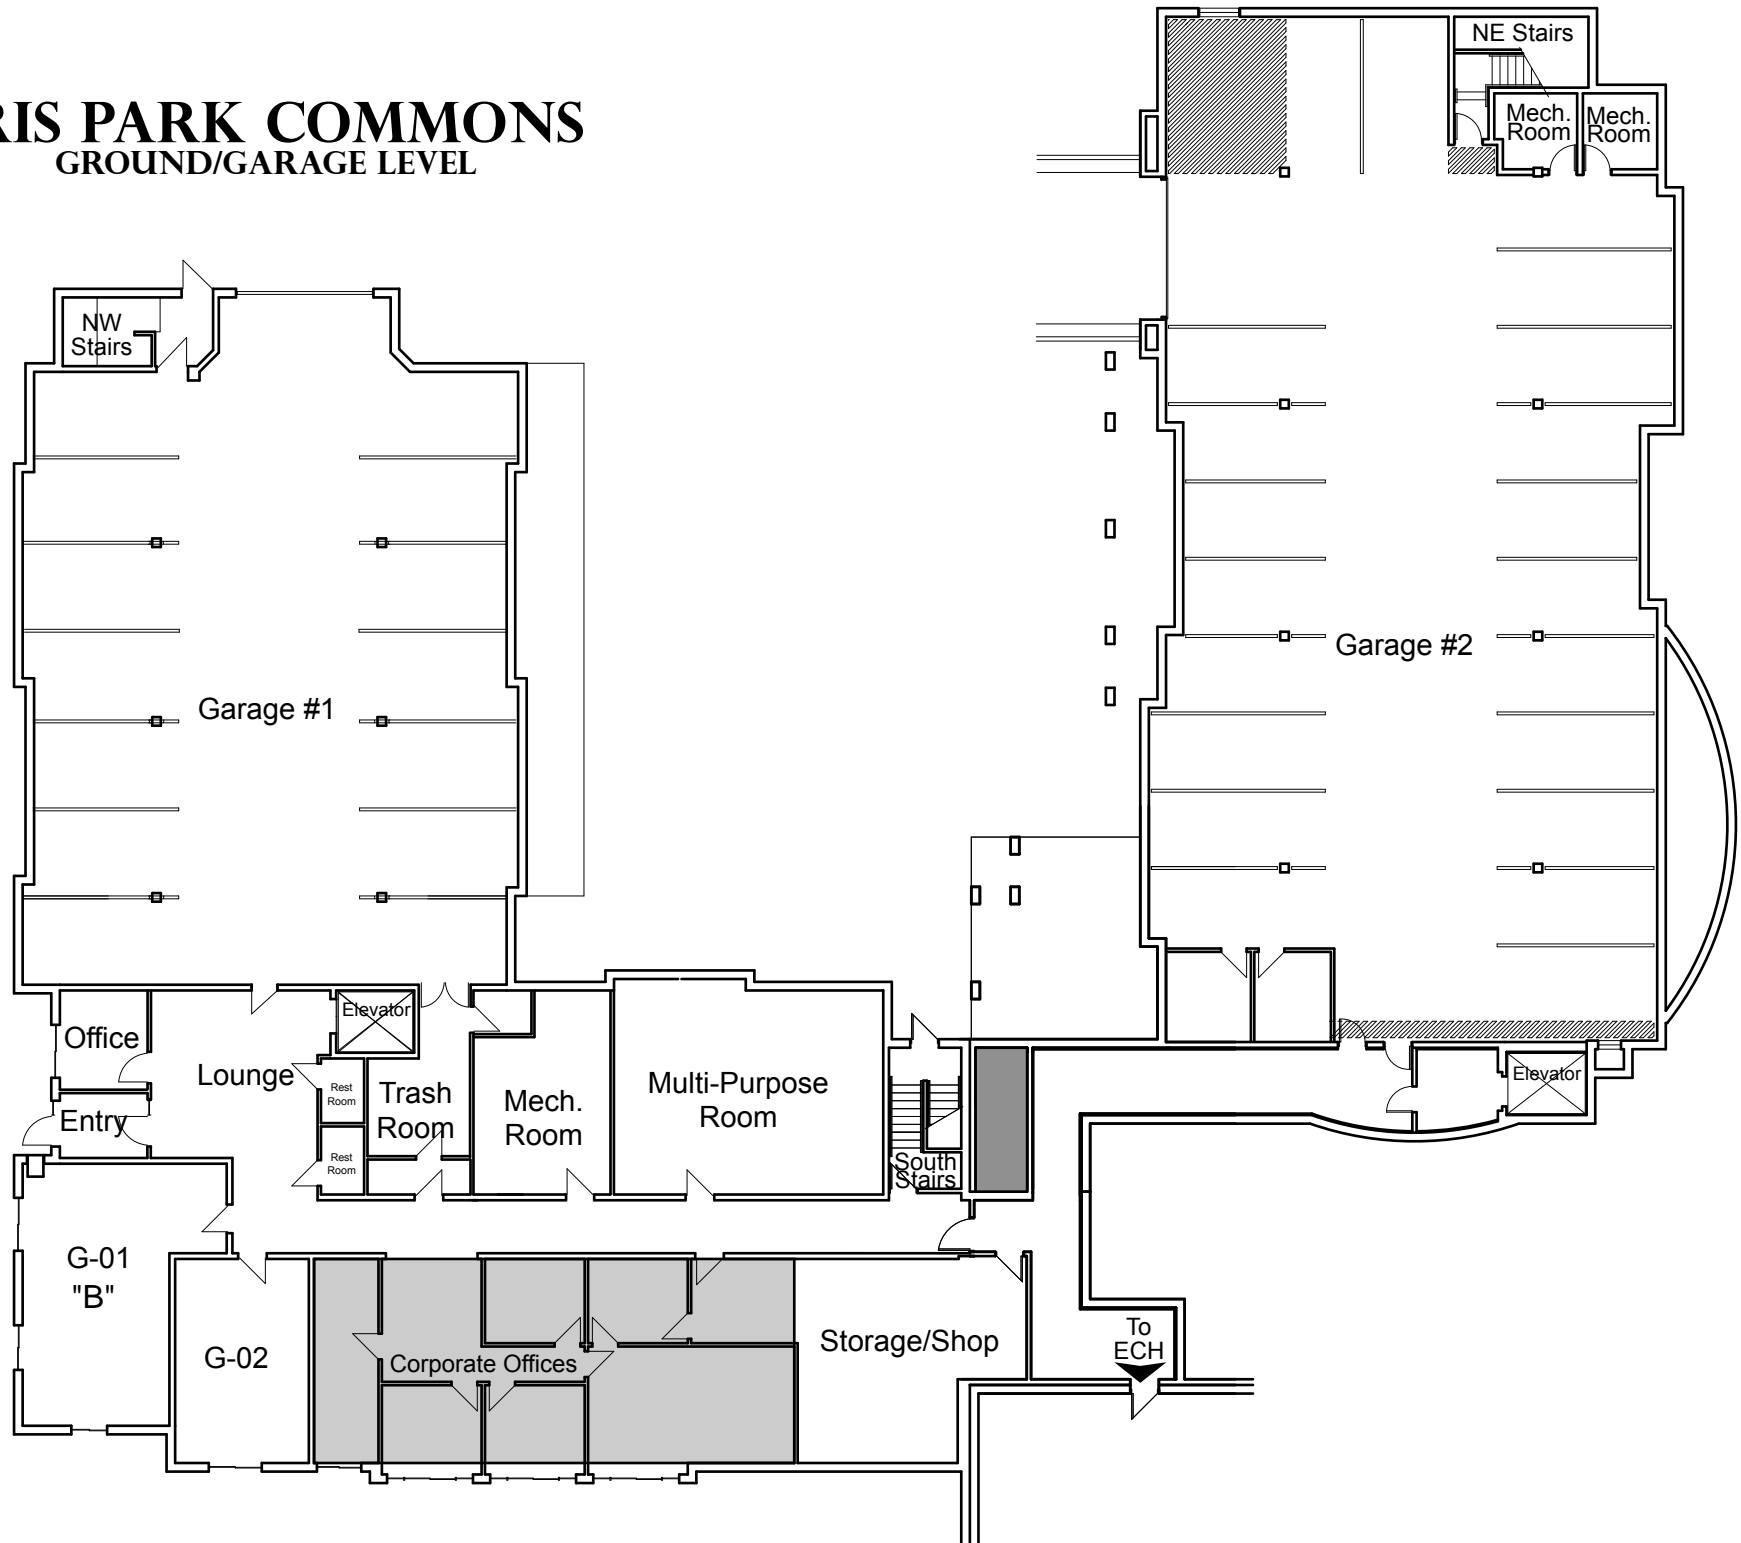 RIS PARK COMMONS
GROUND/GARAGE LEVEL
NE Stairs
Mech.
Room
Mech.
Room
NW
Stairs
Garage #1
Garage #2
Elevator
Office
Lounge
Entry
Rest
Room
Rest
Room
Trash
Room
Mech.
Room
Multi-Purpose
Room
South
Stairs
Elevator
G-01
"B"
G-02
Corporate Offices
Storage/Shop
To
ECH